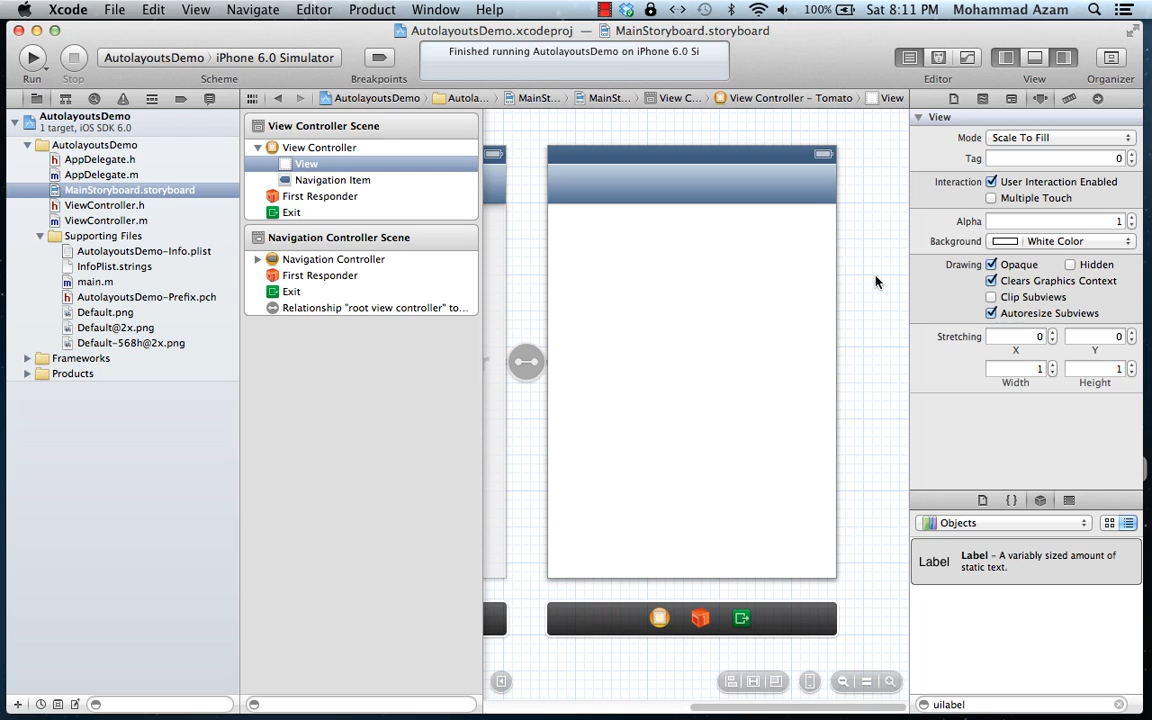 Xcode File Edit View Navigate Editor Product Window Help 100% Sat 8:11 PM Mohammad Azam
AutolayoutsDemo.xcodeproj — MainStoryboard.storyboard
AutolayoutsDemo iPhone 6.0 Simulator
Finished running AutolayoutsDemo on iPhone 6.0 Si
Run Stop Scheme Breakpoints Editor View Organizer
AutolayoutsDemo Autola... MainSt... MainSt... View C... View Controller – Tomato View
AutolayoutsDemo
1 target, iOS SDK 6.0
AutolayoutsDemo
AppDelegate.h
AppDelegate.m
MainStoryboard.storyboard
ViewController.h
ViewController.m
Supporting Files
AutolayoutsDemo-Info.plist
InfoPlist.strings
main.m
AutolayoutsDemo-Prefix.pch
Default.png
Default@2x.png
Default-568h@2x.png
Frameworks
Products
View Controller Scene
View Controller
View
Navigation Item
First Responder
Exit
Navigation Controller Scene
Navigation Controller
First Responder
Exit
Relationship "root view controller" to...
View
Mode Scale To Fill
Tag 0
Interaction User Interaction Enabled
Multiple Touch
Alpha 1
Background White Color
Drawing Opaque Hidden
Clears Graphics Context
Clip Subviews
Autoresize Subviews
Stretching 0 0
X Y
1 1
Width Height
{}
Objects
Label
Label – A variably sized amount of
static text.
uilabel